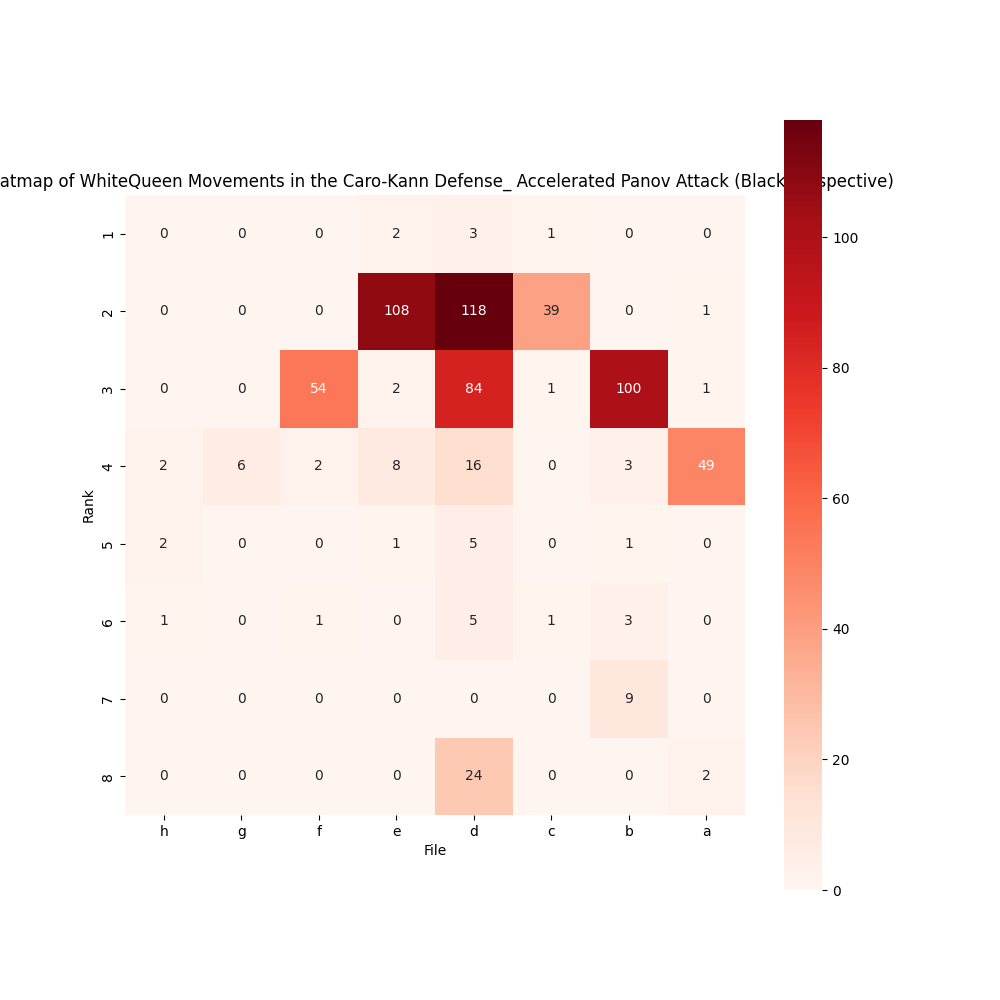 atmap of WhiteQueen Movements in the Caro-Kann Defense_ Accelerated Panov Attack (Black spective)
1 0 0 0 2 3 1 0 0
2 0 0 0 108 118 39 0 1
3 0 0 54 2 84 1 100 1
4 2 6 2 8 16 0 3 49
5 2 0 0 1 5 0 1 0
6 1 0 1 0 5 1 3 0
7 0 0 0 0 0 0 9 0
8 0 0 0 0 24 0 0 2
h g f e d c b a
File
Rank
100
80
60
40
20
0